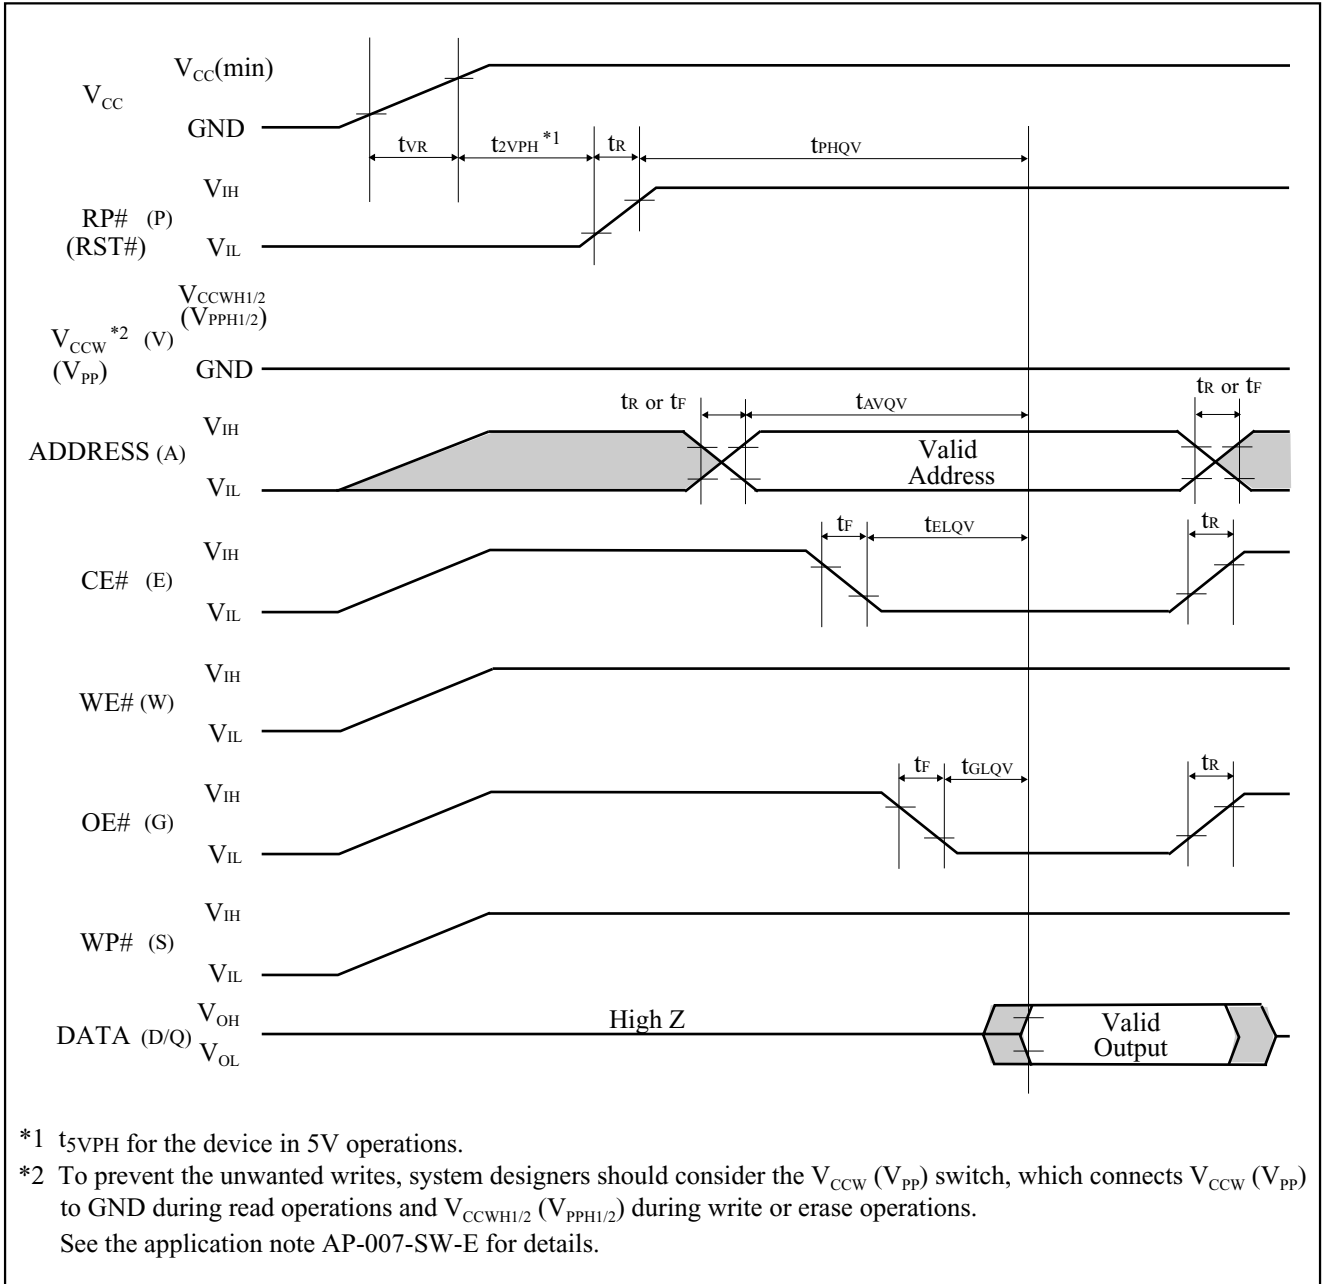 VCC(min)
VCC
GND
tVR
t2VPH *1
tR
tPHQV
VIH
RP# (P)
(RST#)
VIL
VCCWH1/2
(VPPH1/2)
VCCW *2 (V)
(VPP)
GND
tR or tF
tAVQV
tR or tF
VIH
ADDRESS (A)
Valid
Address
VIL
tF
tELQV
tR
VIH
CE# (E)
VIL
VIH
WE# (W)
VIL
tF
tGLQV
tR
VIH
OE# (G)
VIL
VIH
WP# (S)
VIL
VOH
High Z
Valid
Output
DATA (D/Q)
VOL
*1 t5VPH for the device in 5V operations.
*2 To prevent the unwanted writes, system designers should consider the VCCW (VPP) switch, which connects VCCW (VPP)
to GND during read operations and VCCWH1/2 (VPPH1/2) during write or erase operations.
See the application note AP-007-SW-E for details.